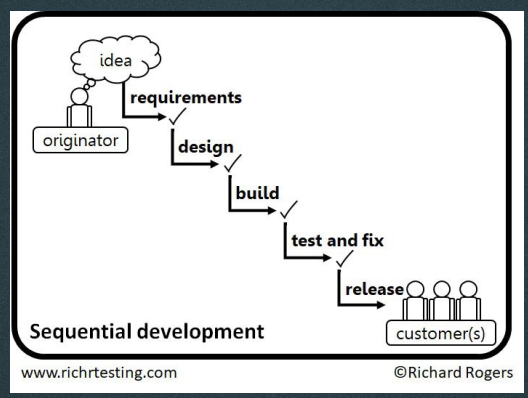 idea
requirements
originator
design
build
test and fix
release
Sequential development
customer(s)
www.richrtesting.com
©Richard Rogers